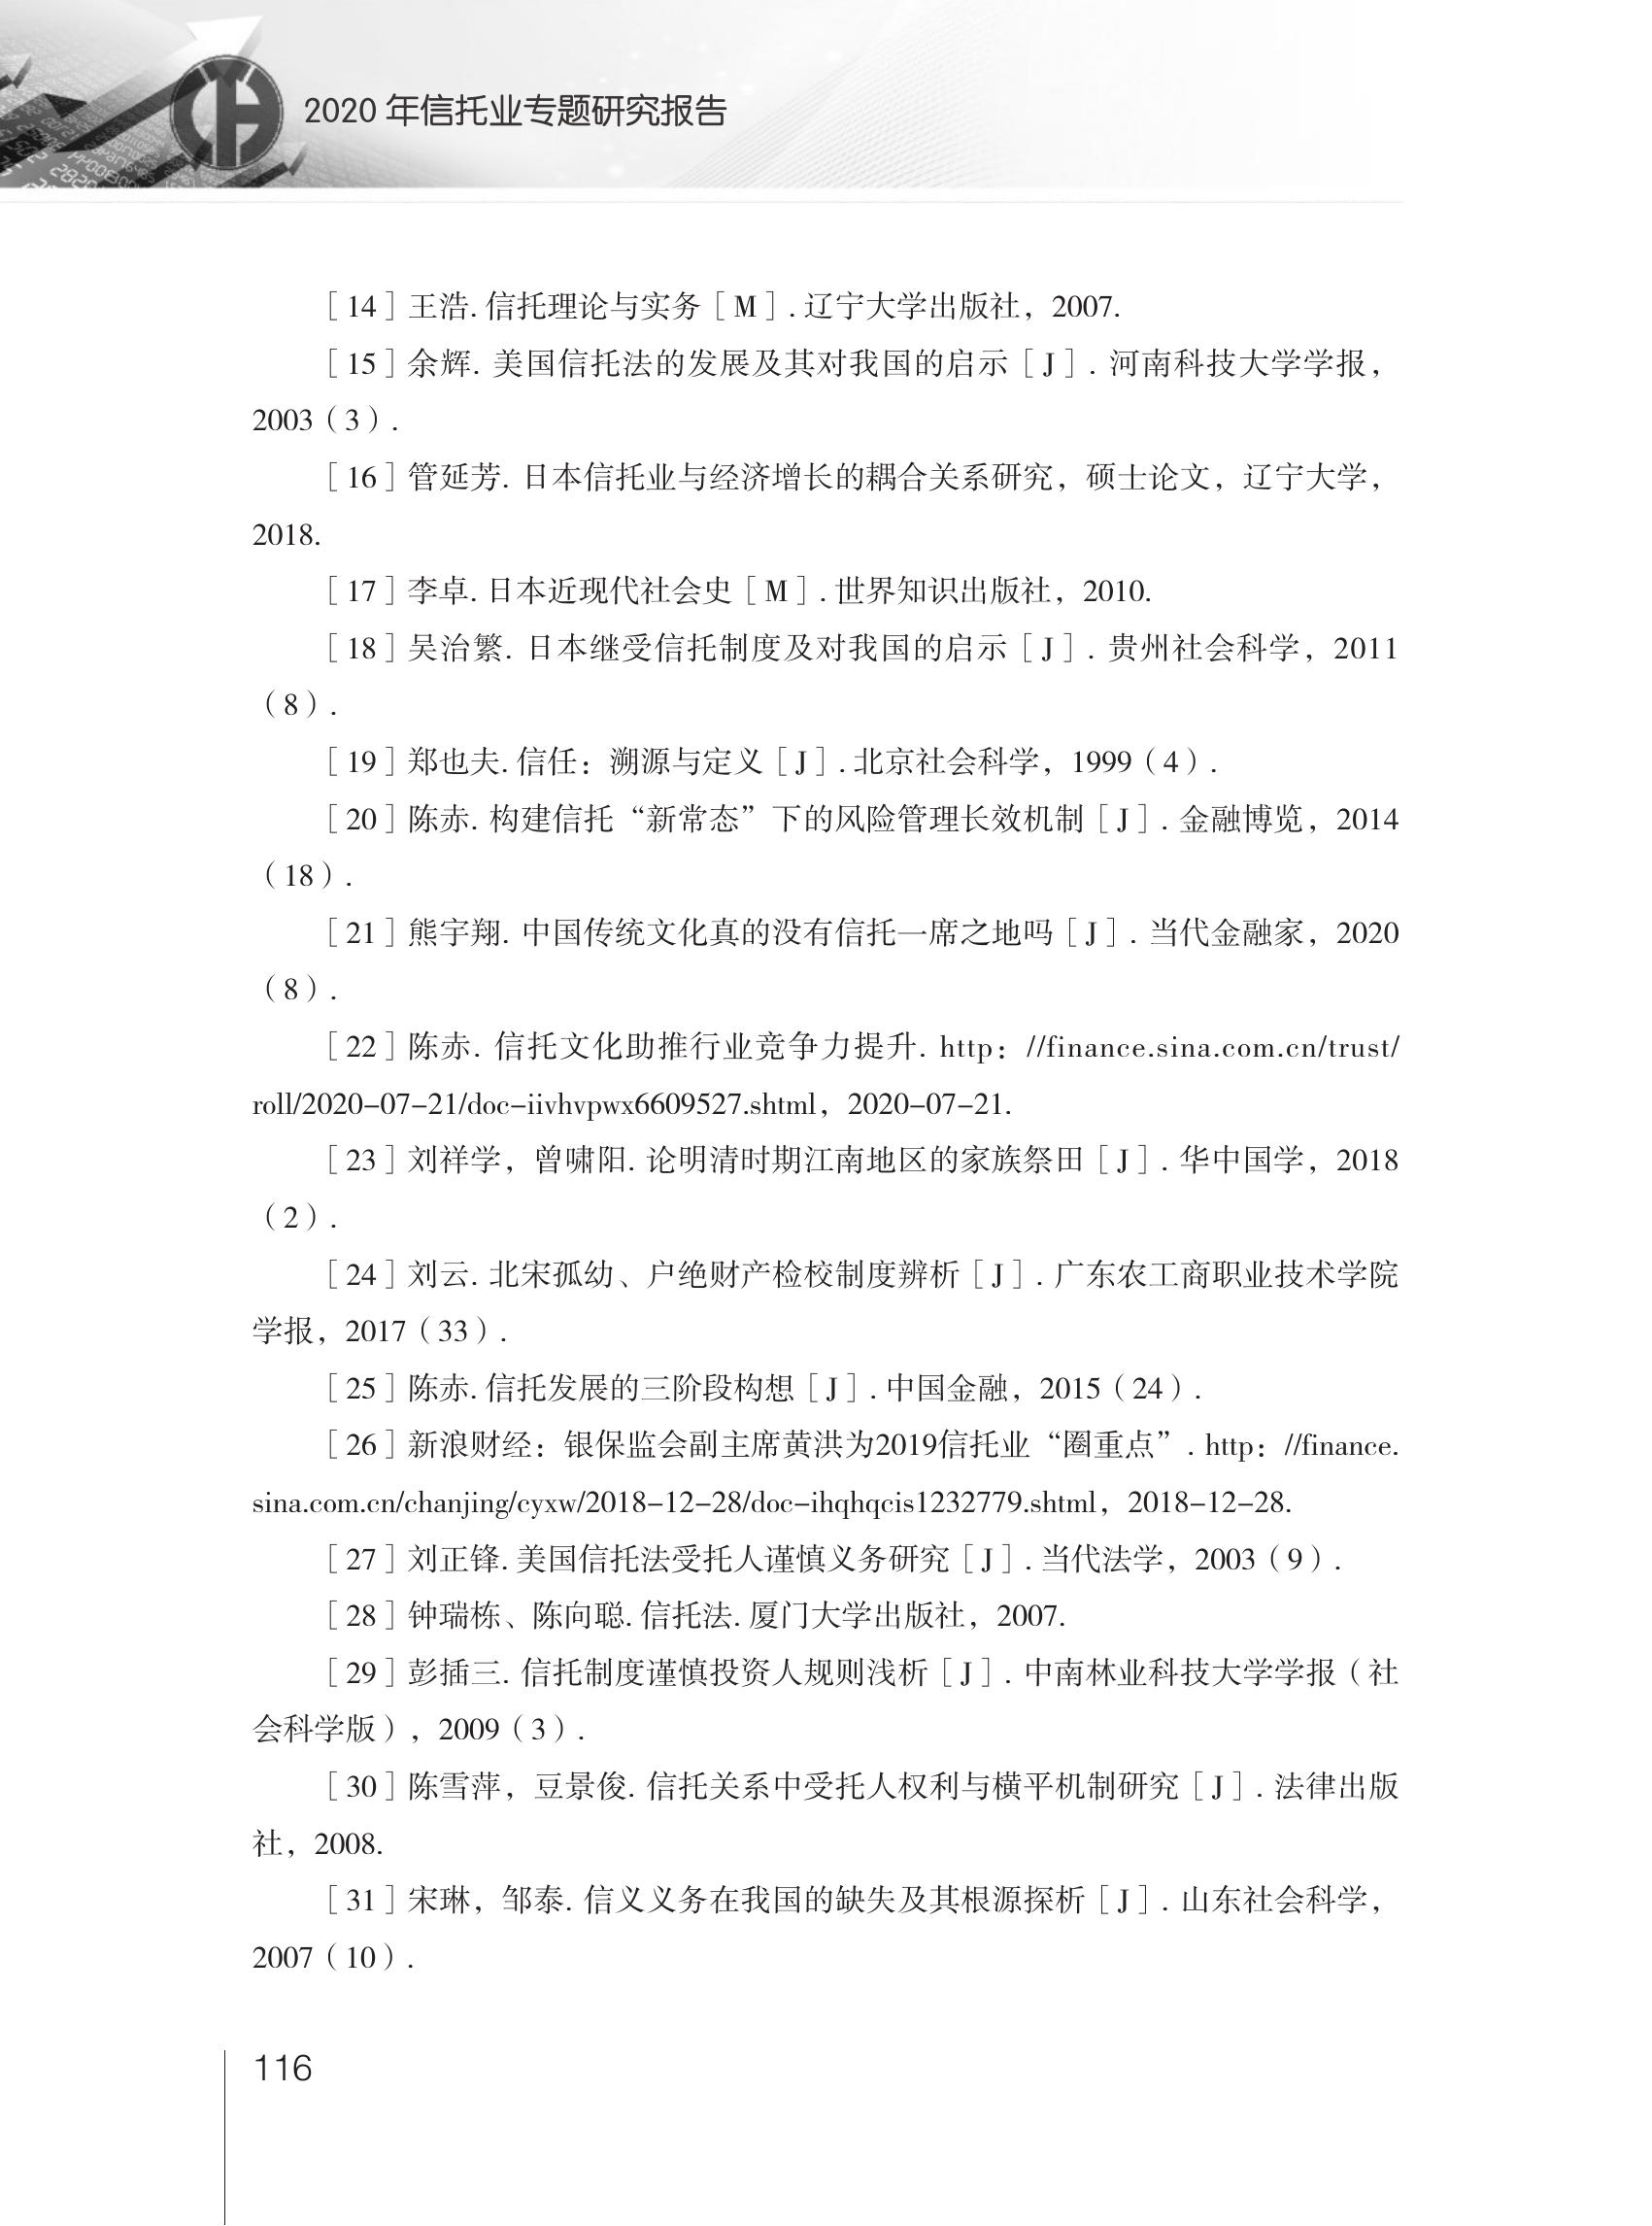 2020 年信托业专题研究报告
［14］王浩. 信托理论与实务［M］. 辽宁大学出版社，2007.
［15］余辉. 美国信托法的发展及其对我国的启示［J］. 河南科技大学学报，
2003（3）.
［16］管延芳. 日本信托业与经济增长的耦合关系研究，硕士论文，辽宁大学，
2018.
［17］李卓. 日本近现代社会史［M］. 世界知识出版社，2010.
［18］吴治繁. 日本继受信托制度及对我国的启示［J］. 贵州社会科学，2011
（8）.
［19］郑也夫. 信任：溯源与定义［J］. 北京社会科学，1999（4）.
［20］陈赤. 构建信托“新常态”下的风险管理长效机制［J］. 金融博览，2014
（18）.
［21］熊宇翔. 中国传统文化真的没有信托一席之地吗［J］. 当代金融家，2020
（8）.
［22］陈赤. 信托文化助推行业竞争力提升. http：//finance.sina.com.cn/trust/
roll/2020-07-21/doc-iivhvpwx6609527.shtml，2020-07-21.
［23］刘祥学，曾啸阳. 论明清时期江南地区的家族祭田［J］. 华中国学，2018
（2）.
［24］刘云. 北宋孤幼、户绝财产检校制度辨析［J］. 广东农工商职业技术学院
学报，2017（33）.
［25］陈赤. 信托发展的三阶段构想［J］. 中国金融，2015（24）.
［26］新浪财经：银保监会副主席黄洪为2019信托业“圈重点”. http：//finance.
sina.com.cn/chanjing/cyxw/2018-12-28/doc-ihqhqcis1232779.shtml，2018-12-28.
［27］刘正锋. 美国信托法受托人谨慎义务研究［J］. 当代法学，2003（9）.
［28］钟瑞栋、陈向聪. 信托法. 厦门大学出版社，2007.
［29］彭插三. 信托制度谨慎投资人规则浅析［J］. 中南林业科技大学学报（社
会科学版），2009（3）.
［30］陈雪萍，豆景俊. 信托关系中受托人权利与横平机制研究［J］. 法律出版
社，2008.
［31］宋琳，邹泰. 信义义务在我国的缺失及其根源探析［J］. 山东社会科学，
2007（10）.
116